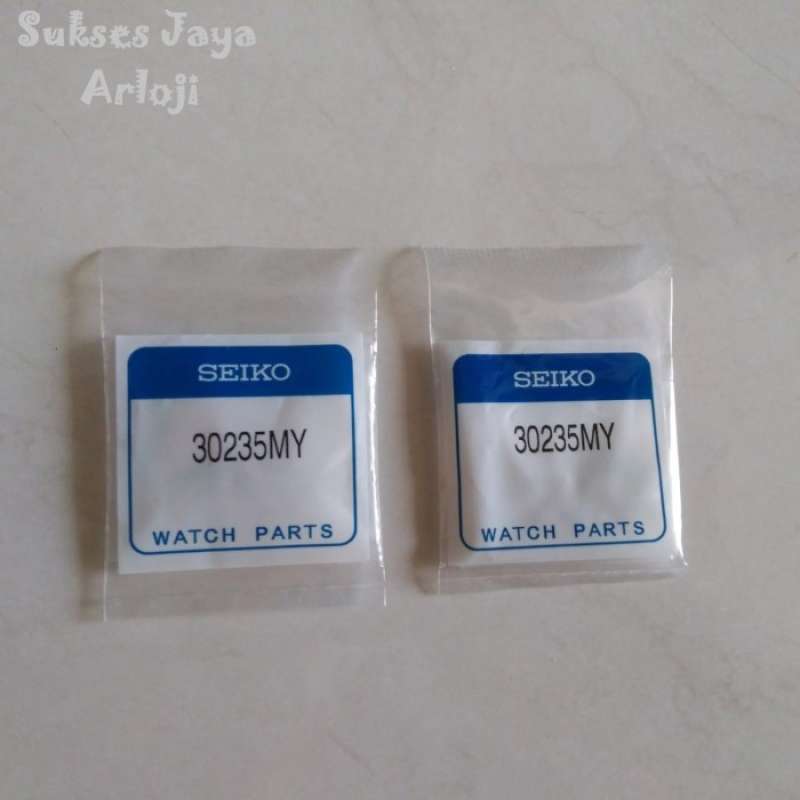 Sukses Jaya
Arloji
SEIKO
30235MY
WATCH PARTS
SEIKO
30235MY
WATCH PARTS